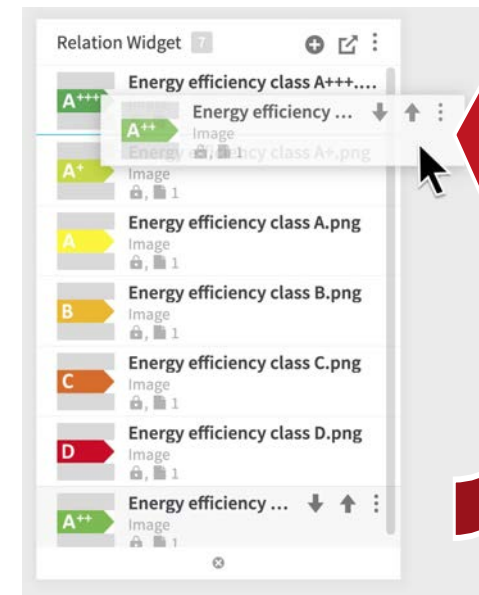 Relation Widget 7
Energy efficiency class A+++....
A+++
Energy efficiency ...
A++
Image
, 1
Energy efficiency class A+.png
A+
Image
, 1
Energy efficiency class A.png
A
Image
, 1
Energy efficiency class B.png
B
Image
, 1
Energy efficiency class C.png
C
Image
, 1
Energy efficiency class D.png
D
Image
, 1
Energy efficiency ...
A++
Image
, 1